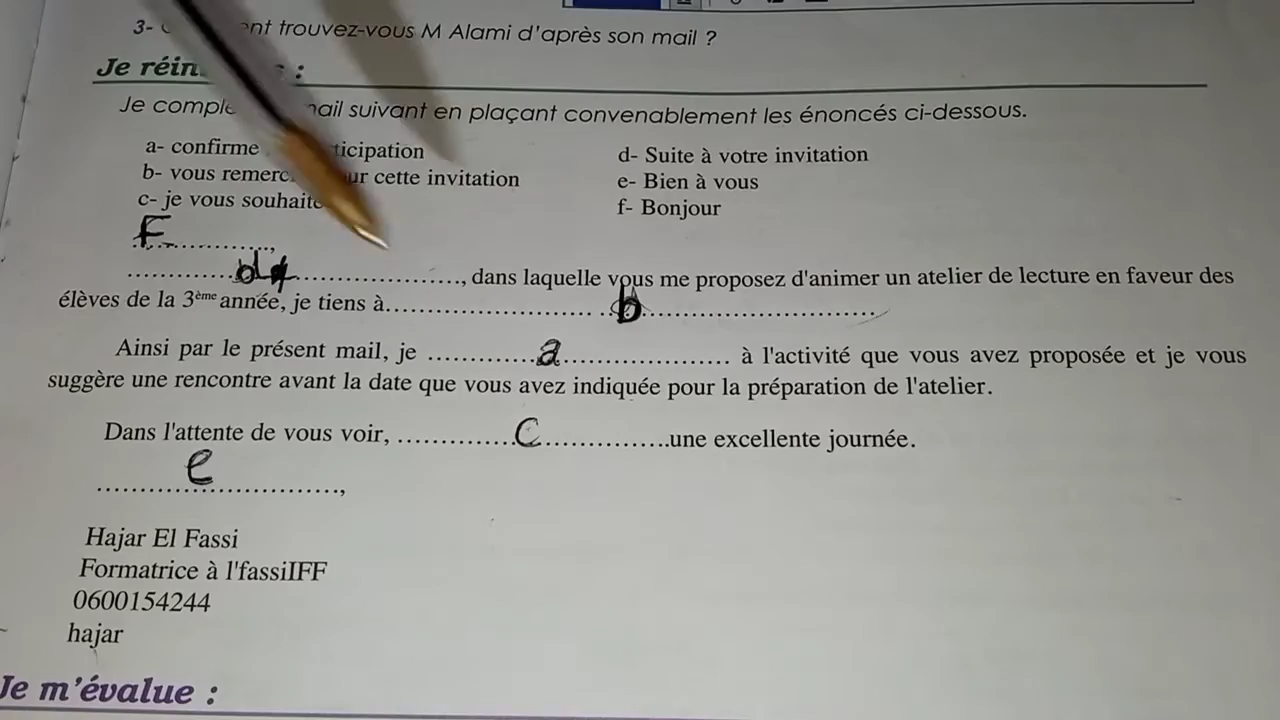 3- ent trouvez-vous M Alami d'après son mail ?
Je réin :
Je comple mail suivant en plaçant convenablement les énoncés ci-dessous.
a- confirme ticipation
b- vous remerc ur cette invitation
c- je vous souhaite
d- Suite à votre invitation
e- Bien à vous
f- Bonjour
F..............,
.............d......................, dans laquelle vous me proposez d'animer un atelier de lecture en faveur des
élèves de la 3ème année, je tiens à............................ ..b..............................
Ainsi par le présent mail, je ............a...................... à l'activité que vous avez proposée et je vous
suggère une rencontre avant la date que vous avez indiquée pour la préparation de l'atelier.
Dans l'attente de vous voir, .............C................une excellente journée.
e
............................,
Hajar El Fassi
Formatrice à l'fassiIFF
0600154244
hajar
Je m'évalue :